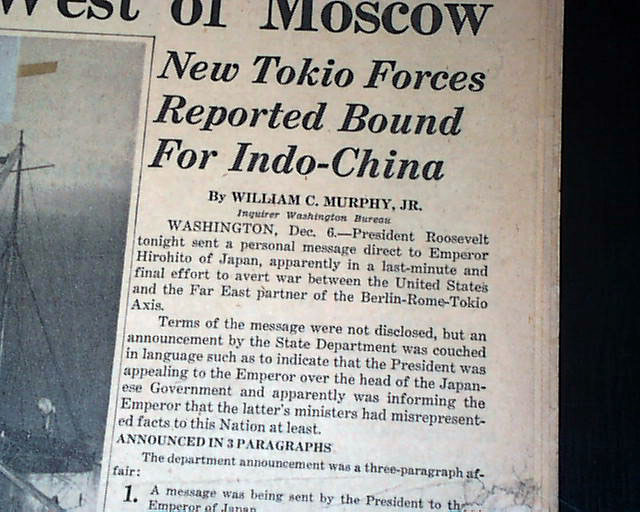 West of Moscow
New Tokio Forces
Reported Bound
For Indo-China
By WILLIAM C. MURPHY, JR.
Inquirer Washington Bureau
WASHINGTON, Dec. 6.—President Roosevelt
tonight sent a personal message direct to Emperor
Hirohito of Japan, apparently in a last-minute and
final effort to avert war between the United States
and the Far East partner of the Berlin-Rome-Tokio
Axis.
Terms of the message were not disclosed, but an
announcement by the State Department was couched
in language such as to indicate that the President was
appealing to the Emperor over the head of the Japan-
ese Government and apparently was informing the
Emperor that the latter's ministers had misrepresent-
ed facts to this Nation at least.
ANNOUNCED IN 3 PARAGRAPHS
The department announcement was a three-paragraph af-
fair:
1. A message was being sent by the President to the
Emperor of Japan